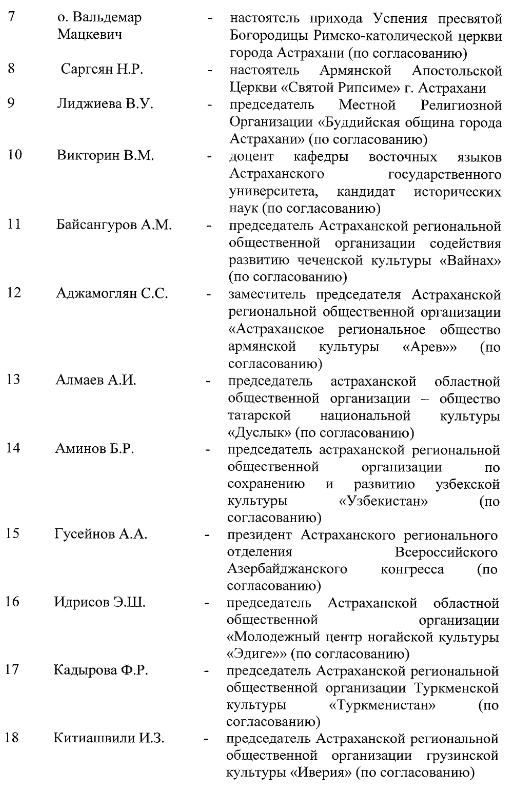 7 о. Вальдемар - настоятель прихода Успения пресвятой
Мацкевич Богородицы Римско-католической церкви
города Астрахани (по согласованию)
8 Саргсян Н.Р. - настоятель Армянской Апостольской
Церкви «Святой Рипсиме» г. Астрахани
9 Лиджиева В.У. - председатель Местной Религиозной
Организации «Буддийская община города
Астрахани» (по согласованию)
10 Викторин В.М. - доцент кафедры восточных языков
Астраханского государственного
университета, кандидат исторических
наук (по согласованию)
11 Байсангуров А.М. - председатель Астраханской региональной
общественной организации содействия
развитию чеченской культуры «Вайнах»
(по согласованию)
12 Аджамоглян С.С. - заместитель председателя Астраханской
региональной общественной организации
«Астраханское региональное общество
армянской культуры «Арев»» (по
согласованию)
13 Алмаев А.И. - председатель астраханской областной
общественной организации – общество
татарской национальной культуры
«Дуслык» (по согласованию)
14 Аминов Б.Р. - председатель астраханской региональной
общественной организации по
сохранению и развитию узбекской
культуры «Узбекистан» (по
согласованию)
15 Гусейнов А.А. - президент Астраханского регионального
отделения Всероссийского
Азербайджанского конгресса (по
согласованию)
16 Идрисов Э.Ш. - председатель Астраханской областной
общественной организации
«Молодежный центр ногайской культуры
«Эдиге»» (по согласованию)
17 Кадырова Ф.Р. - председатель Астраханской региональной
общественной организации Туркменской
культуры «Туркменистан» (по
согласованию)
18 Китиашвили И.З. - председатель Астраханской региональной
общественной организации грузинской
культуры «Иверия» (по согласованию)